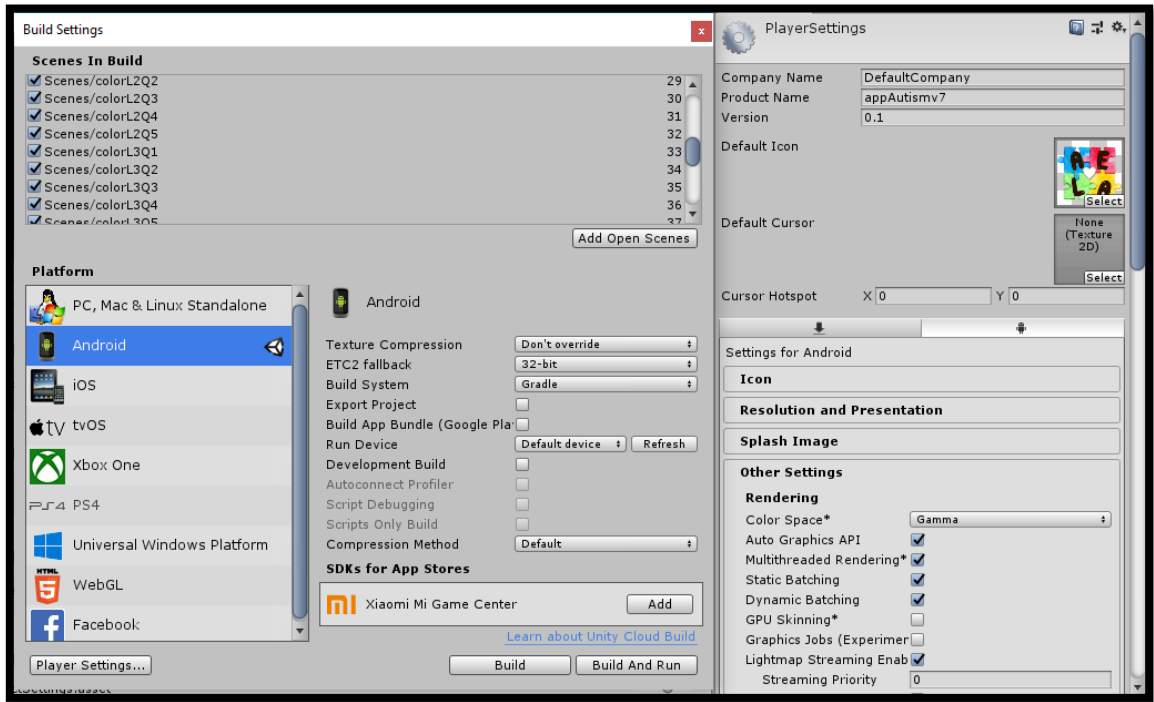 Build Settings
x
Scenes In Build
Scenes/colorL2Q2 29
Scenes/colorL2Q3 30
Scenes/colorL2Q4 31
Scenes/colorL2Q5 32
Scenes/colorL3Q1 33
Scenes/colorL3Q2 34
Scenes/colorL3Q3 35
Scenes/colorL3Q4 36
Scenes/colorL3Q5 37
Add Open Scenes
Platform
PC, Mac & Linux Standalone
Android
iOS
tv tvOS
Xbox One
PS4 PS4
Universal Windows Platform
HTML
5 WebGL
f Facebook
Player Settings...
Android
Texture Compression Don't override
ETC2 fallback 32-bit
Build System Gradle
Export Project
Build App Bundle (Google Pla
Run Device Default device Refresh
Development Build
Autoconnect Profiler
Script Debugging
Scripts Only Build
Compression Method Default
SDKs for App Stores
Xiaomi Mi Game Center Add
Learn about Unity Cloud Build
Build Build And Run
PlayerSettings
Company Name DefaultCompany
Product Name appAutismv7
Version 0.1
Default Icon
A E
L A
Select
Default Cursor
None
(Texture
2D)
Select
Cursor Hotspot X 0 Y 0
Settings for Android
Icon
Resolution and Presentation
Splash Image
Other Settings
Rendering
Color Space* Gamma
Auto Graphics API
Multithreaded Rendering*
Static Batching
Dynamic Batching
GPU Skinning*
Graphics Jobs (Experimer
Lightmap Streaming Enab
Streaming Priority 0